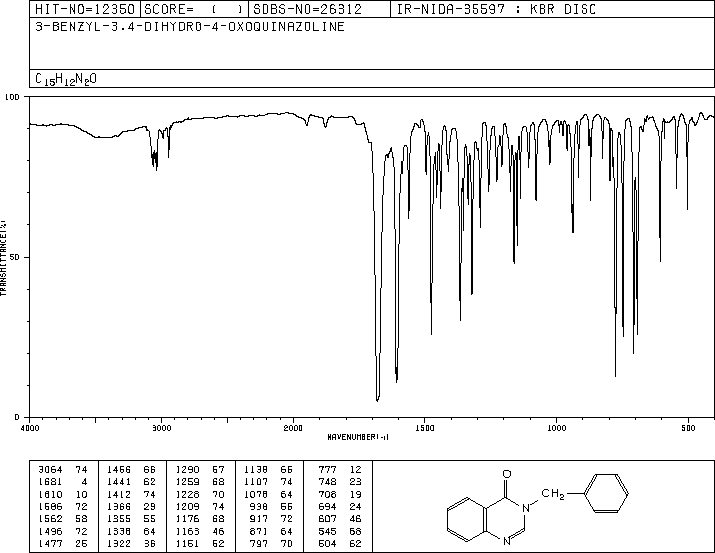 HIT-NO=12350 SCORE= ( ) SDBS-NO=26312 IR-NIDA-35597 : KBR DISC
3-BENZYL-3,4-DIHYDRO-4-OXOQUINAZOLINE
C15H12N2O
100
50
0
TRANSMITTANCE(%)
4000 3000 2000 1500 1000 500
WAVENUMBER(-1)
3064 74 1456 66 1290 57 1138 66 777 12
1681 4 1441 62 1259 68 1107 74 748 23
1610 10 1412 74 1228 70 1078 64 708 19
1586 72 1366 29 1209 74 938 55 694 24
1562 58 1355 55 1176 68 917 72 607 46
1496 72 1338 64 1163 46 871 64 545 68
1477 25 1322 36 1151 52 797 70 504 62
O
N
N
CH2